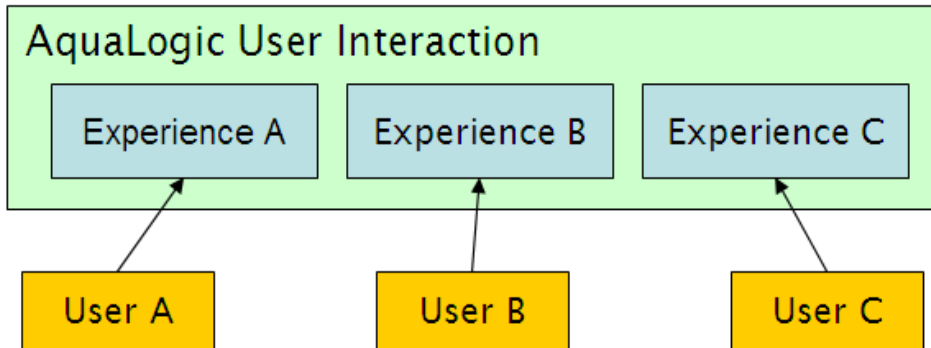 AquaLogic User Interaction
Experience A
Experience B
Experience C
User A
User B
User C